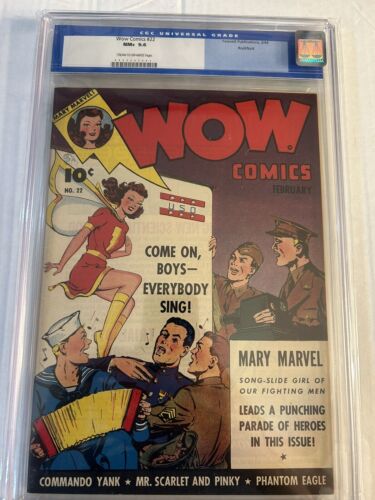 CGC UNIVERSAL GRADE
Wow Comics #22
NM+ 9.6
Fawcett Publications, 2/44
MARY MARVEL!
WOW
COMICS
10¢
NO. 22
FEBRUARY
USO
COME ON,
BOYS—
EVERYBODY
SING!
MARY MARVEL
SONG-SLIDE GIRL OF
OUR FIGHTING MEN
LEADS A PUNCHING
PARADE OF HEROES
IN THIS ISSUE!
COMMANDO YANK ★ MR. SCARLET AND PINKY ★ PHANTOM EAGLE